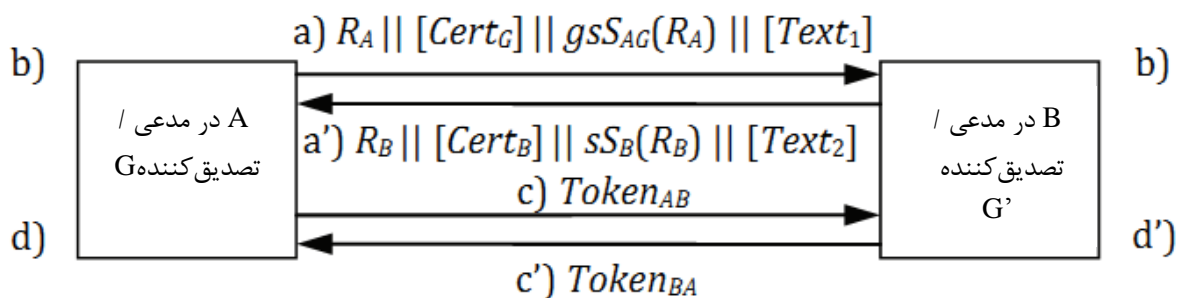 a) R_A || [Cert_G] || gsS_AG(R_A) || [Text_1]
b)
b)
A در مدعی /
تصدیق‌کننده G
B در مدعی /
تصدیق‌کننده
G’
a’) R_B || [Cert_B] || sS_B(R_B) || [Text_2]
c) Token_AB
d)
d’)
c’) Token_BA